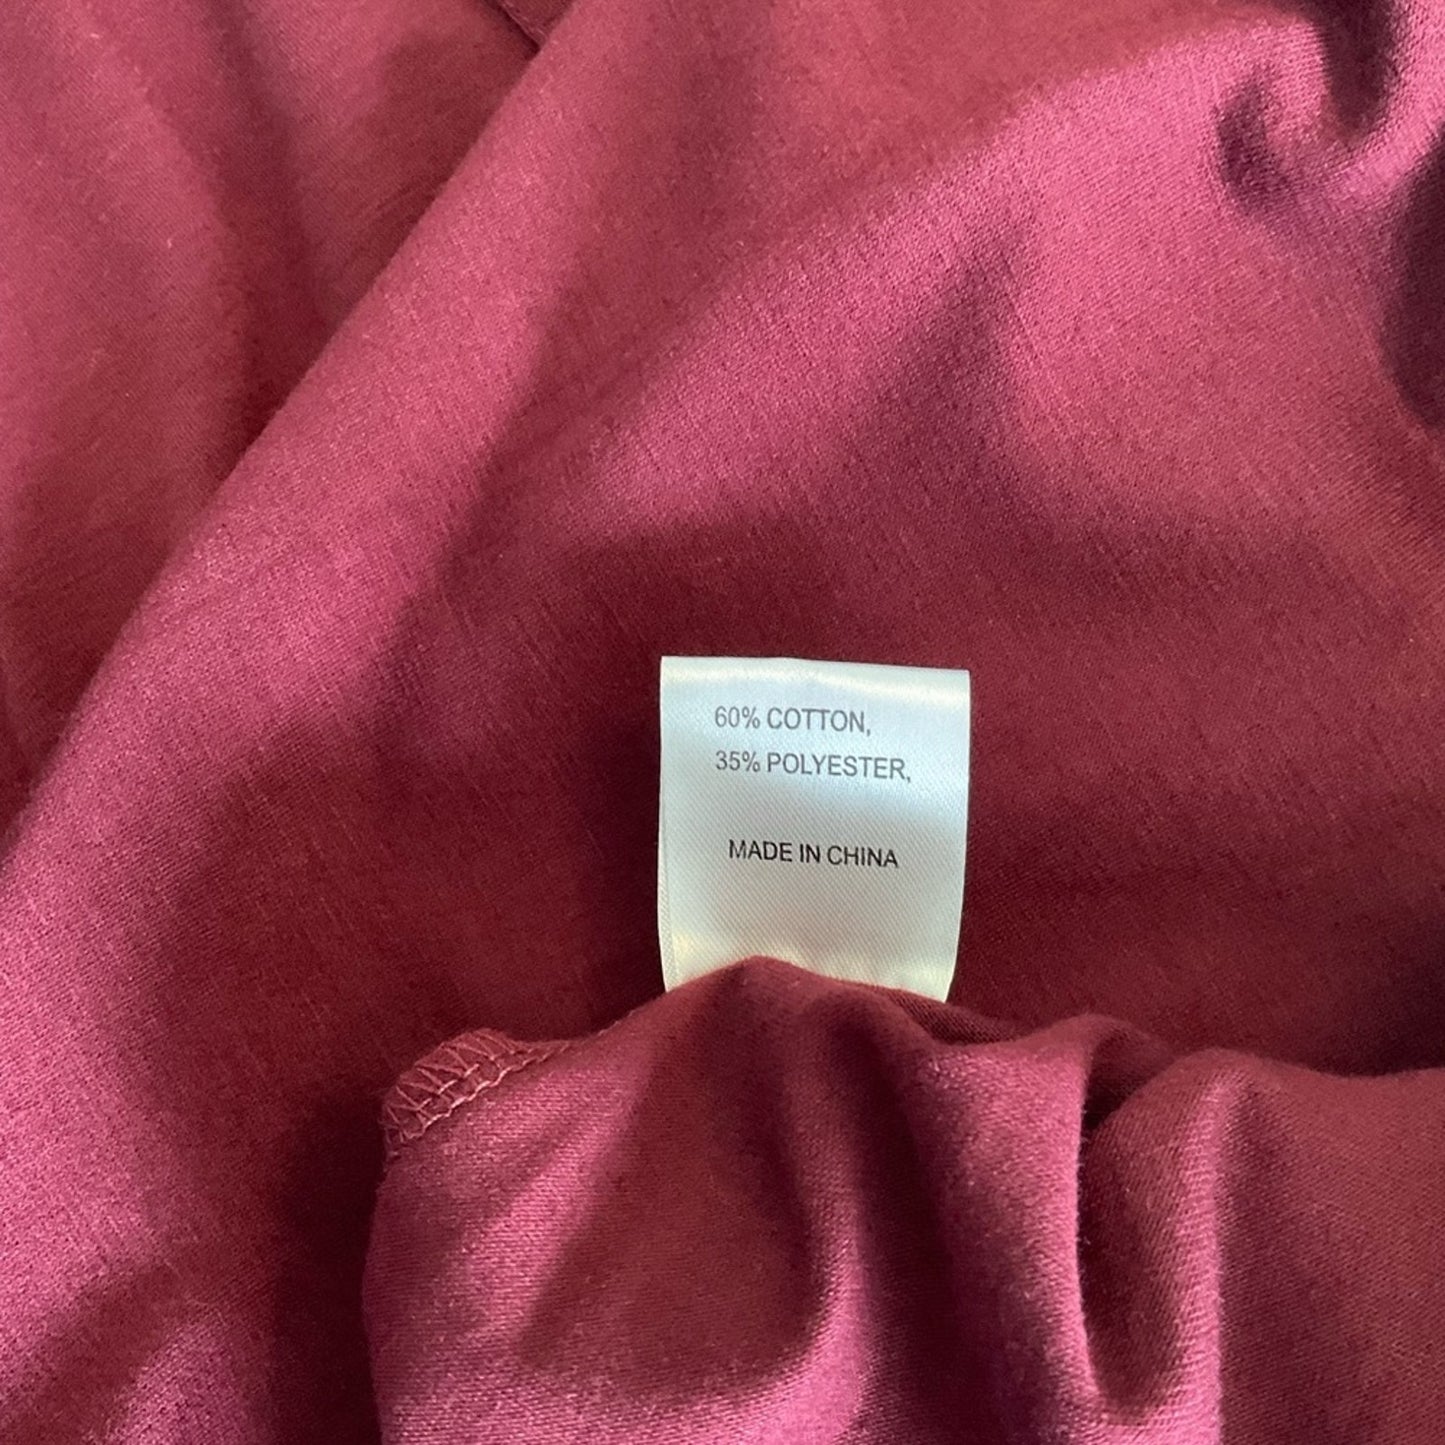 60% COTTON,
35% POLYESTER,
MADE IN CHINA